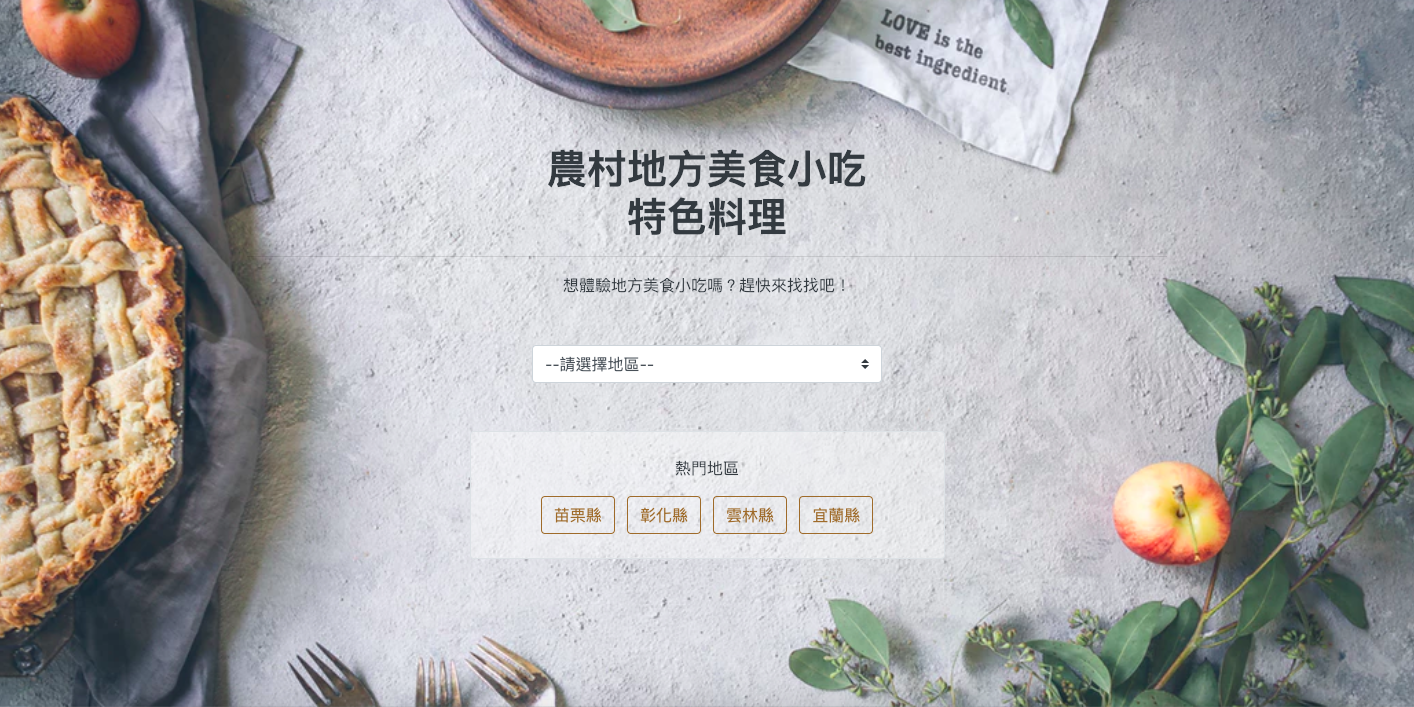 LOVE is the
best ingredient.
農村地方美食小吃
特色料理
想體驗地方美食小吃嗎？趕快來找找吧！
--請選擇地區--
熱門地區
苗栗縣 彰化縣 雲林縣 宜蘭縣